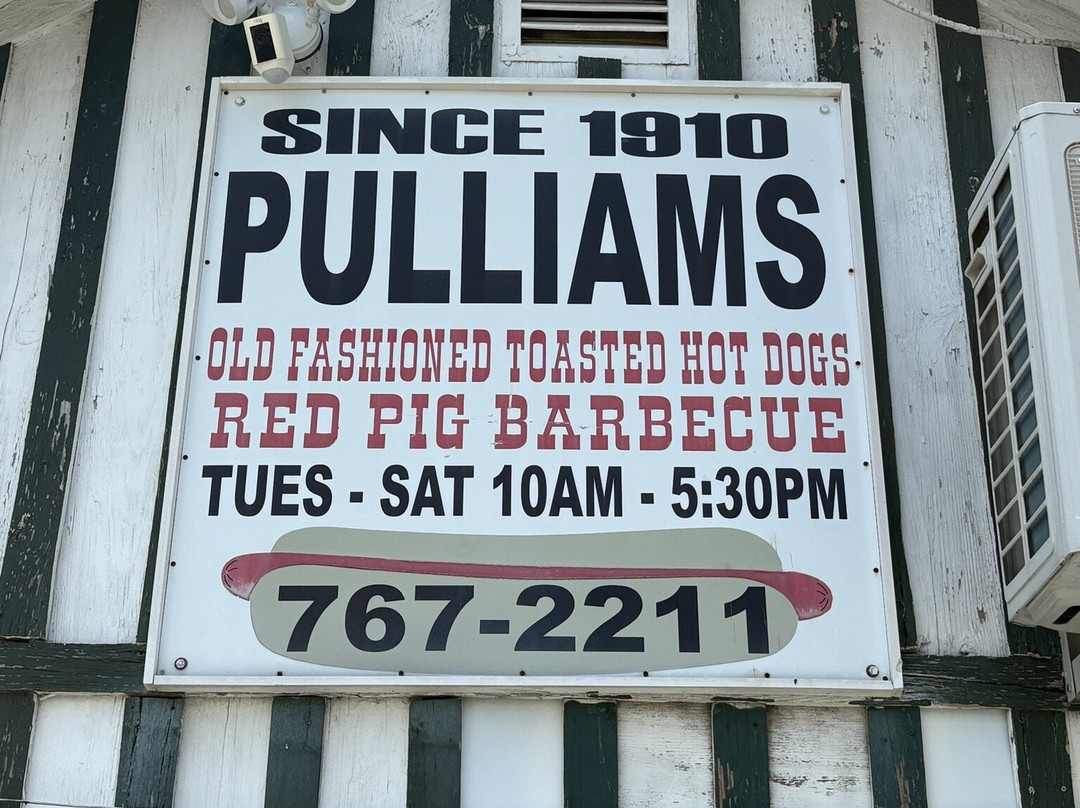 SINCE 1910
PULLIAMS
OLD FASHIONED TOASTED HOT DOGS
RED PIG BARBECUE
TUES - SAT 10AM - 5:30PM
767-2211